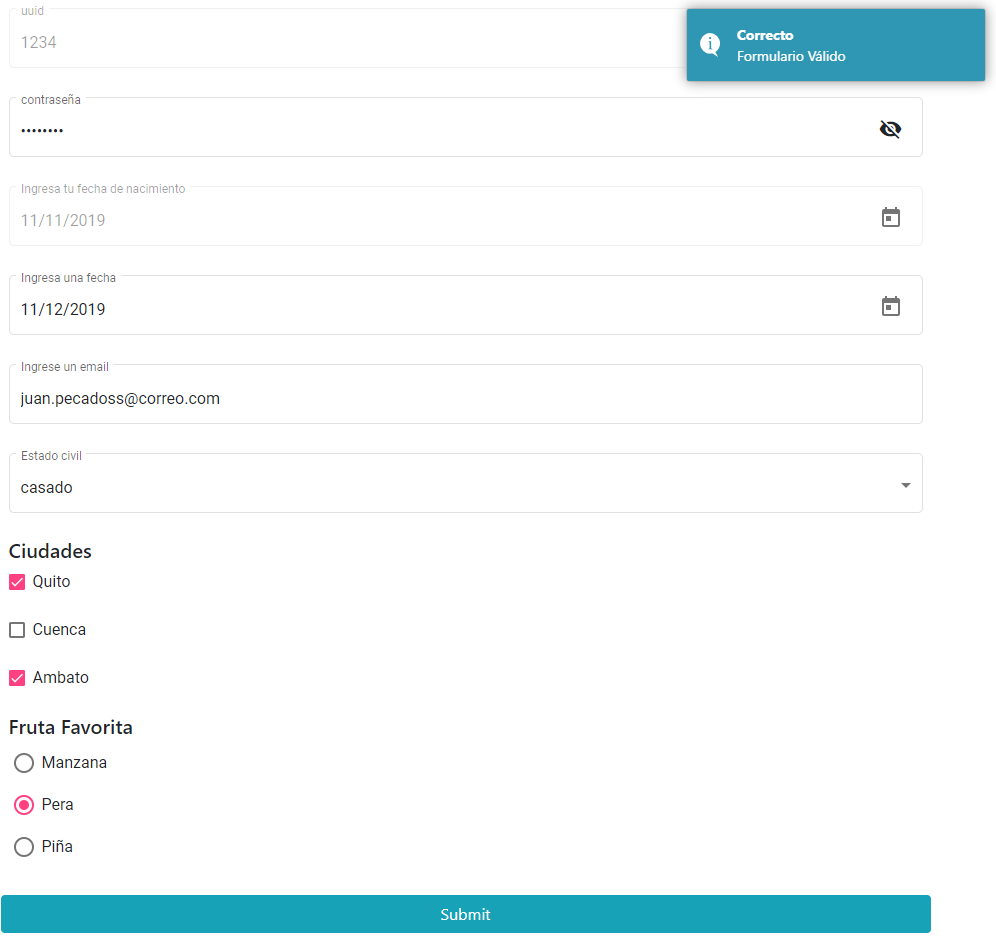 uuid
1234
Correcto
Formulario Válido
contraseña
••••••••
Ingresa tu fecha de nacimiento
11/11/2019
Ingresa una fecha
11/12/2019
Ingrese un email
juan.pecadoss@correo.com
Estado civil
casado
Ciudades
Quito
Cuenca
Ambato
Fruta Favorita
Manzana
Pera
Piña
Submit